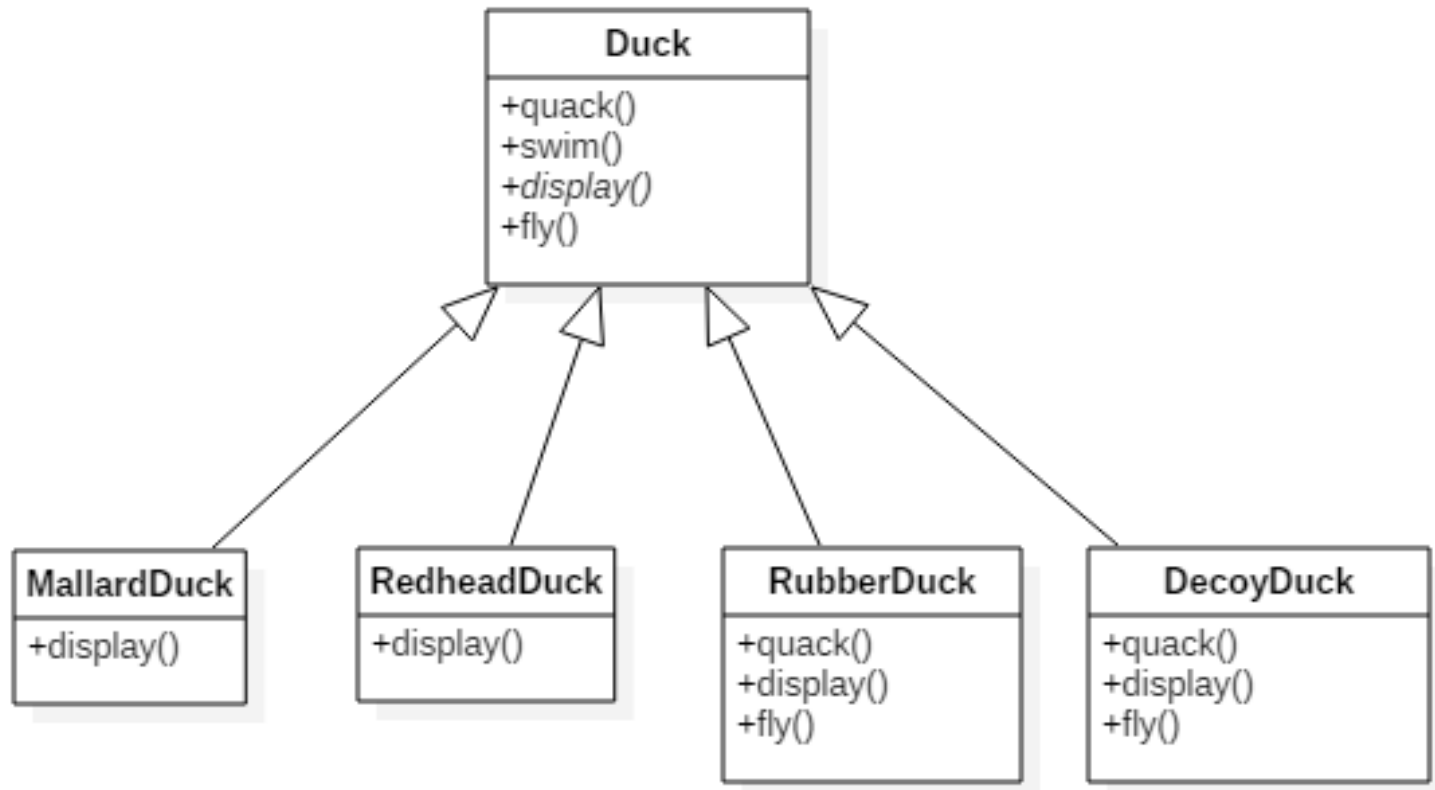 Duck
+quack()
+swim()
+display()
+fly()
MallardDuck
+display()
RedheadDuck
+display()
RubberDuck
+quack()
+display()
+fly()
DecoyDuck
+quack()
+display()
+fly()